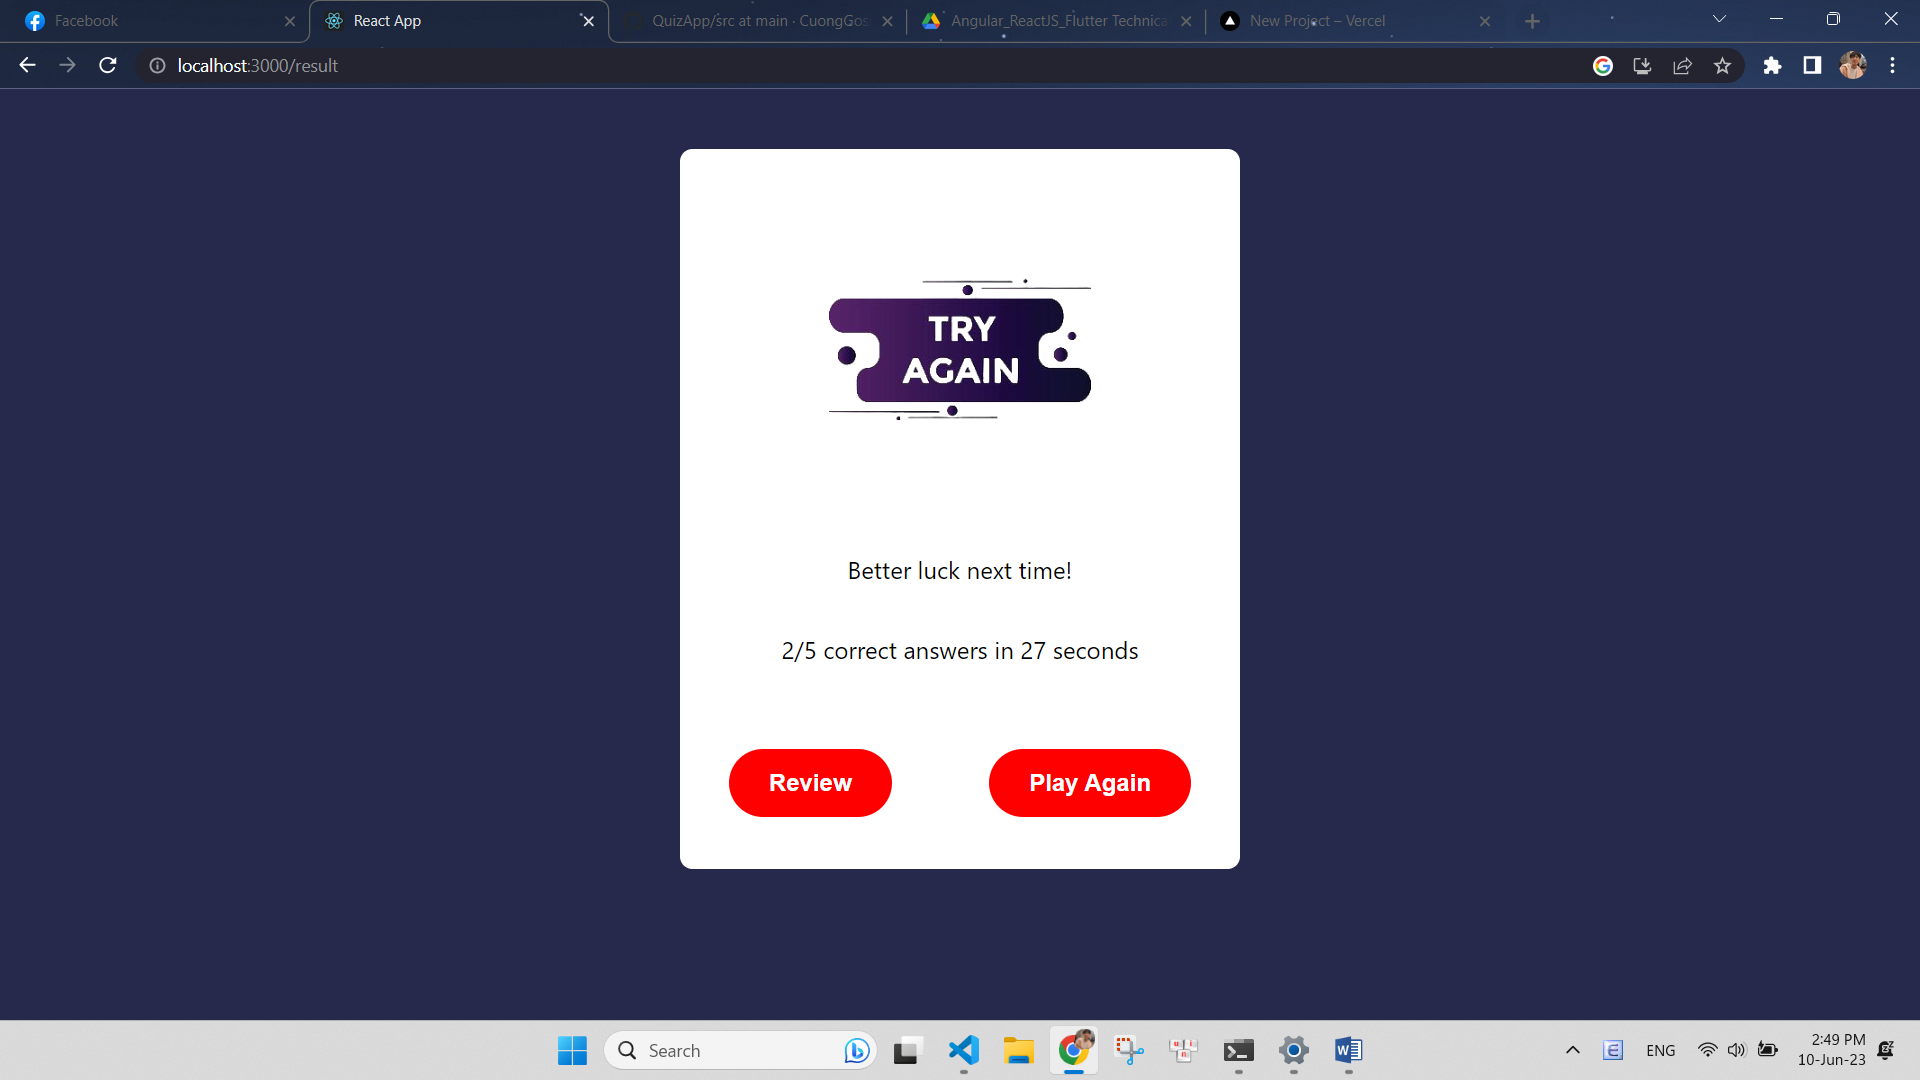 Facebook
React App
QuizApp/src at main · CuongGos
Angular_ReactJS_Flutter Technica
New Project – Vercel
localhost:3000/result
TRY
AGAIN
Better luck next time!
2/5 correct answers in 27 seconds
Review
Play Again
Search
ENG
2:49 PM
10-Jun-23